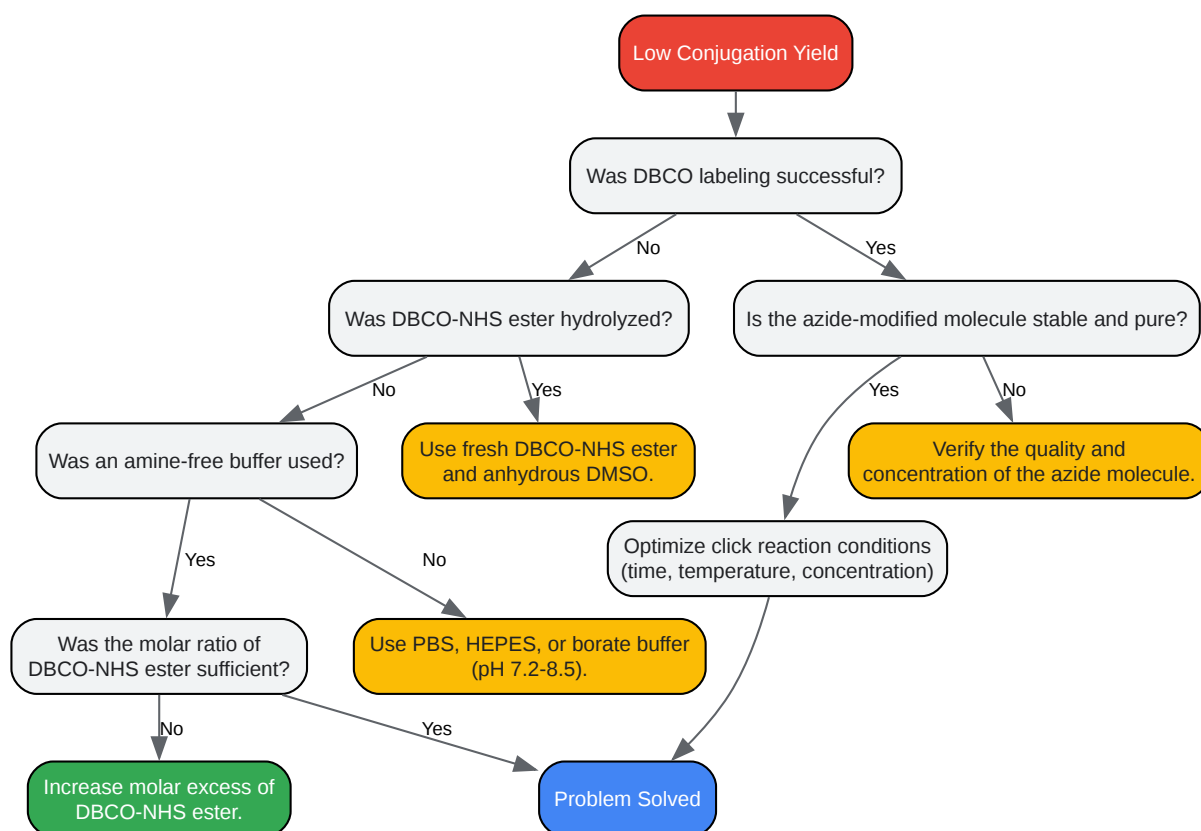 Low Conjugation Yield
Was DBCO labeling successful?
No
Yes
Was DBCO-NHS ester hydrolyzed?
Is the azide-modified molecule stable and pure?
No
Yes
Yes
No
Was an amine-free buffer used?
Use fresh DBCO-NHS ester
and anhydrous DMSO.
Verify the quality and
concentration of the azide molecule.
Yes
No
Optimize click reaction conditions
(time, temperature, concentration)
Was the molar ratio of
DBCO-NHS ester sufficient?
Use PBS, HEPES, or borate buffer
(pH 7.2-8.5).
No
Yes
Increase molar excess of
DBCO-NHS ester.
Problem Solved